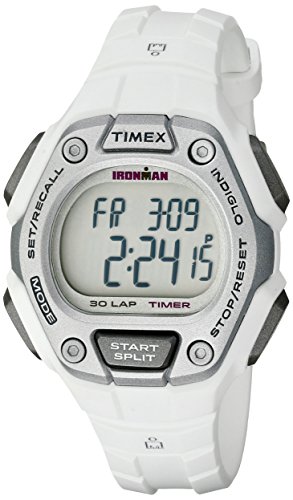 TIMEX
IRONMAN
SET/RECALL
INDIGLO
FR 3:09
2:24 15
P
MODE
STOP/RESET
30 LAP TIMER
START
SPLIT